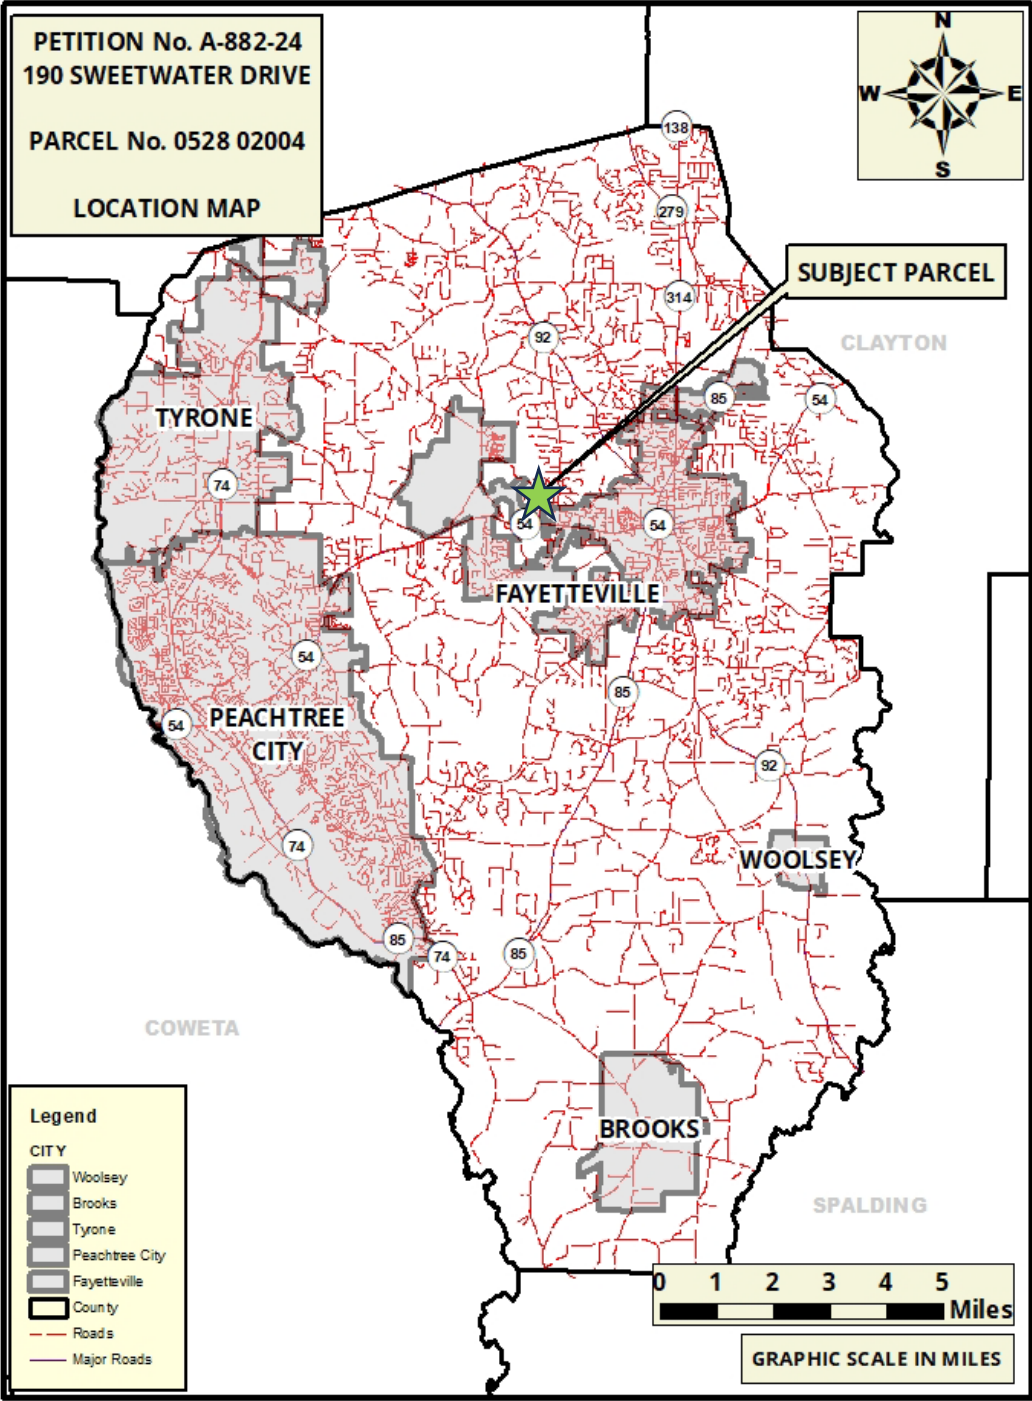 PETITION No. A-882-24
190 SWEETWATER DRIVE
PARCEL No. 0528 02004
LOCATION MAP
N
W
E
S
138
279
SUBJECT PARCEL
314
92
CLAYTON
85
54
TYRONE
74
54
54
FAYETTEVILLE
54
85
PEACHTREE
CITY
54
92
74
WOOLSEY
85
74
85
COWETA
BROOKS
SPALDING
Legend
CITY
Woolsey
Brooks
Tyrone
Peachtree City
Fayetteville
County
Roads
Major Roads
0 1 2 3 4 5
Miles
GRAPHIC SCALE IN MILES